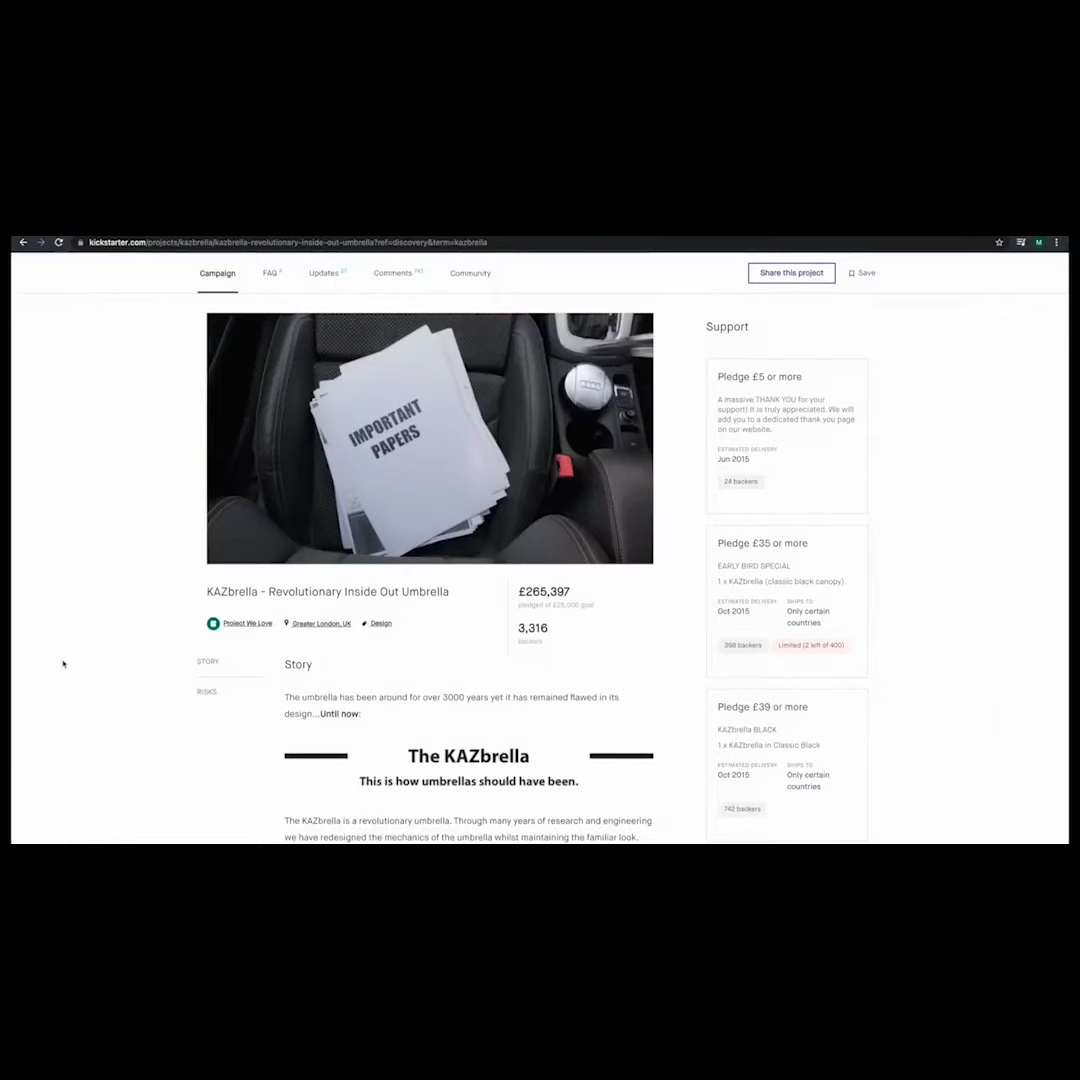 kickstarter.com/projects/kazbrella/kazbrella-revolutionary-inside-out-umbrella?ref=discovery&term=kazbrella
M
Campaign
FAQ
Updates 27
Comments 743
Community
Share this project
Save
IMPORTANT
PAPERS
KAZbrella - Revolutionary Inside Out Umbrella
Project We Love
Greater London, UK
Design
£265,397
pledged of £25,000 goal
3,316
backers
STORY
RISKS
Story
The umbrella has been around for over 3000 years yet it has remained flawed in its
design...Until now:
The KAZbrella
This is how umbrellas should have been.
The KAZbrella is a revolutionary umbrella. Through many years of research and engineering
we have redesigned the mechanics of the umbrella whilst maintaining the familiar look.
Support
Pledge £5 or more
A massive THANK YOU for your
support! It is truly appreciated. We will
add you to a dedicated thank you page
on our website.
ESTIMATED DELIVERY
Jun 2015
24 backers
Pledge £35 or more
EARLY BIRD SPECIAL
1 x KAZbrella (classic black canopy).
ESTIMATED DELIVERY SHIPS TO
Oct 2015 Only certain
countries
398 backers Limited (2 left of 400)
Pledge £39 or more
KAZbrella BLACK
1 x KAZbrella in Classic Black
ESTIMATED DELIVERY SHIPS TO
Oct 2015 Only certain
countries
742 backers